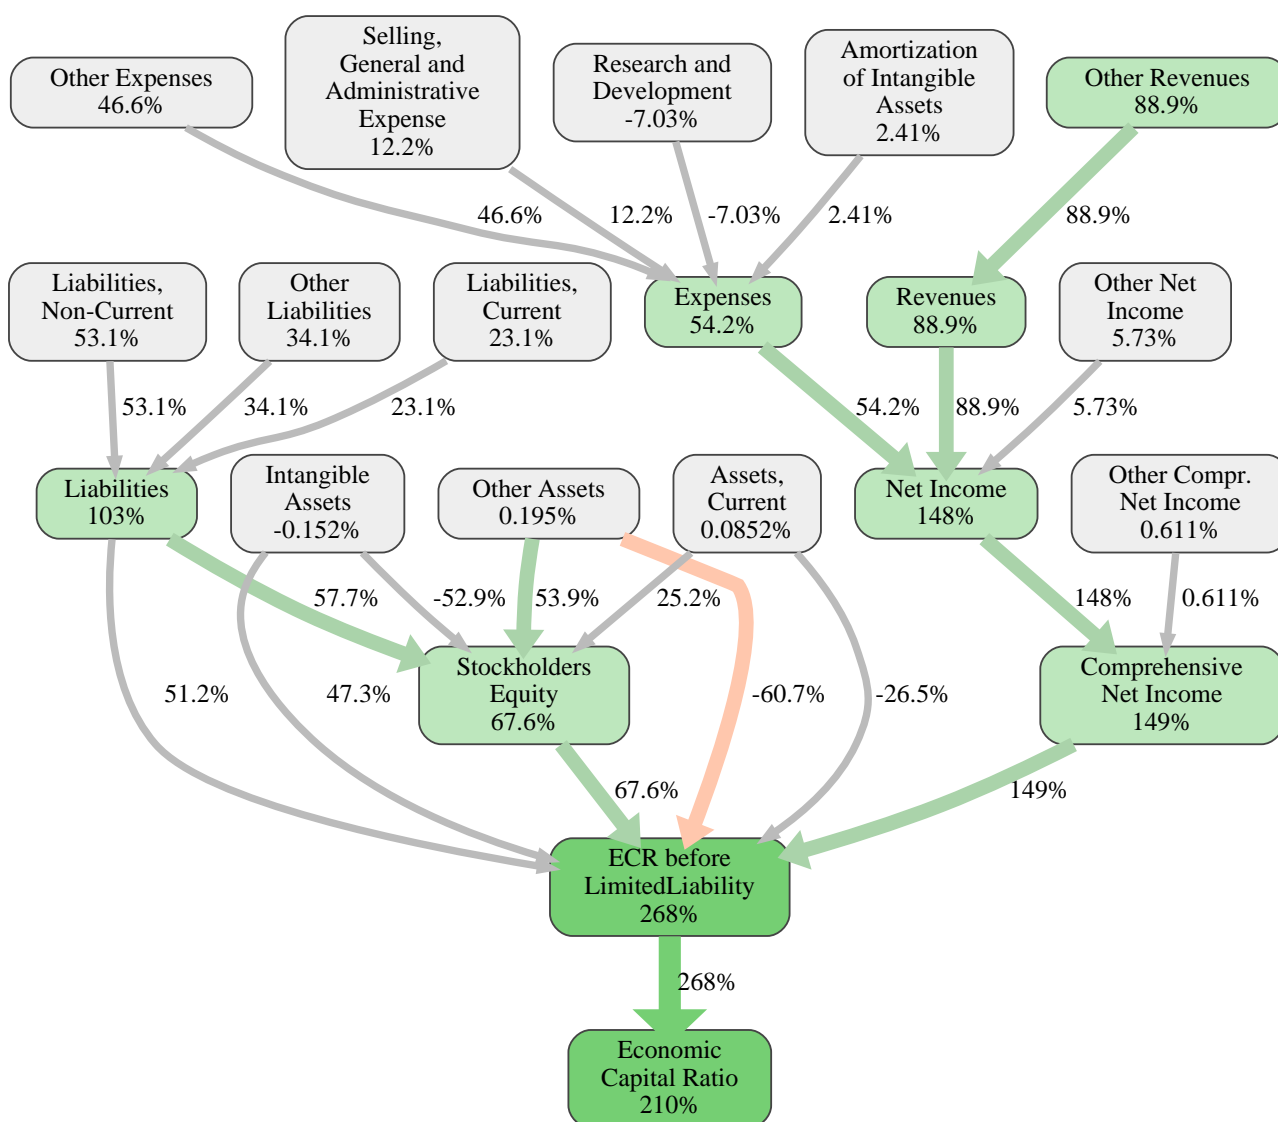 Other Expenses
46.6%
Selling,
General and
Administrative
Expense
12.2%
Research and
Development
-7.03%
Amortization
of Intangible
Assets
2.41%
Other Revenues
88.9%
46.6%
12.2%
-7.03%
2.41%
88.9%
Liabilities,
Non-Current
53.1%
Other
Liabilities
34.1%
Liabilities,
Current
23.1%
Expenses
54.2%
Revenues
88.9%
Other Net
Income
5.73%
53.1%
34.1%
23.1%
54.2%
88.9%
5.73%
Liabilities
103%
Intangible
Assets
-0.152%
Other Assets
0.195%
Assets,
Current
0.0852%
Net Income
148%
Other Compr.
Net Income
0.611%
57.7%
-52.9%
53.9%
25.2%
148%
0.611%
Stockholders
Equity
67.6%
Comprehensive
Net Income
149%
51.2%
47.3%
-60.7%
-26.5%
67.6%
149%
ECR before
LimitedLiability
268%
268%
Economic
Capital Ratio
210%